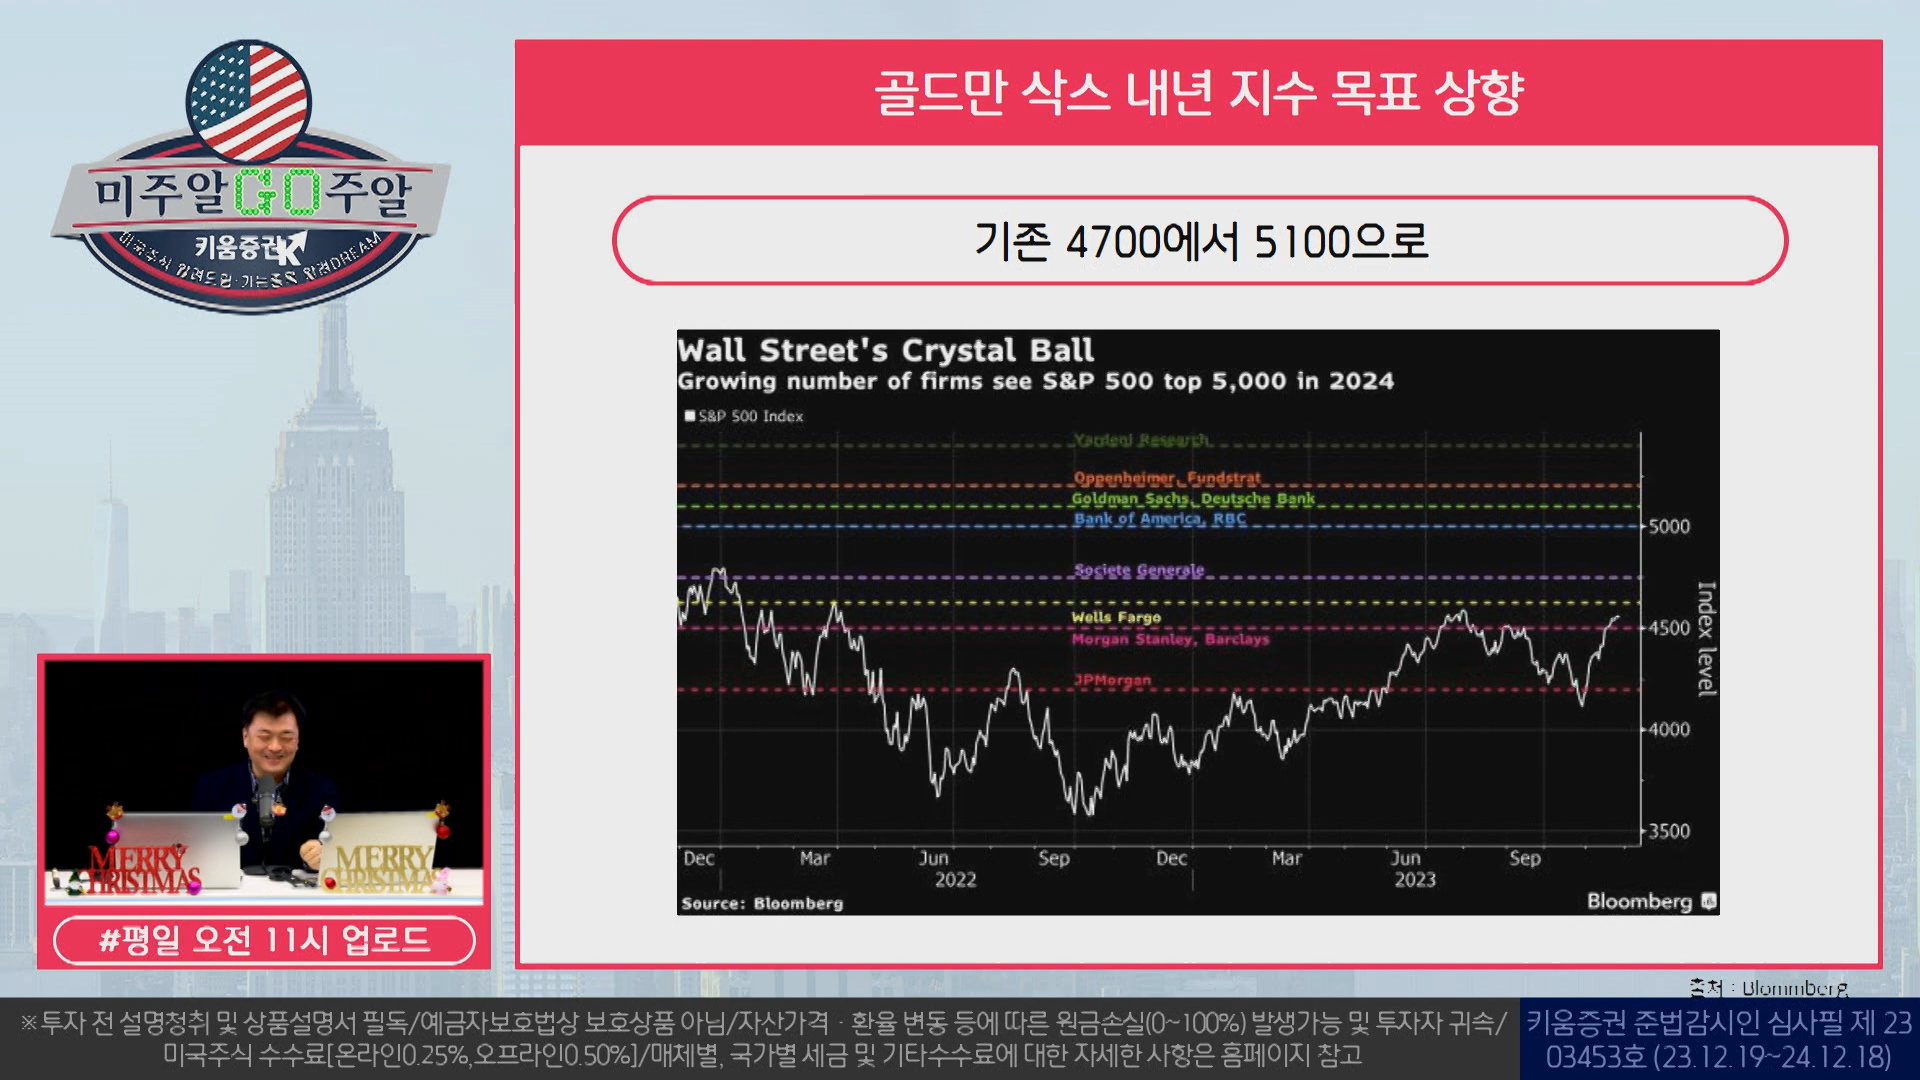 미주알GO주알
키움증권
골드만 삭스 내년 지수 목표 상향
기존 4700에서 5100으로
Wall Street's Crystal Ball
Growing number of firms see S&P 500 top 5,000 in 2024
S&P 500 Index
Yardeni Research
Oppenheimer, Fundstrat
Goldman Sachs, Deutsche Bank
Bank of America, RBC
5000
Societe Generale
Wells Fargo
4500
Morgan Stanley, Barclays
Index level
JPMorgan
4000
3500
Dec Mar Jun Sep Dec Mar Jun Sep
2022 2023
Source: Bloomberg
Bloomberg
MERRY
CHRISTMAS
MERRY
CHRISTMAS
#평일 오전 11시 업로드
출처 : Blommberg
※투자 전 설명청취 및 상품설명서 필독/예금자보호법상 보호상품 아님/자산가격 · 환율 변동 등에 따른 원금손실(0~100%) 발생가능 및 투자자 귀속/
미국주식 수수료[온라인0.25%,오프라인0.50%]/매체별, 국가별 세금 및 기타수수료에 대한 자세한 사항은 홈페이지 참고
키움증권 준법감시인 심사필 제 23
03453호 (23.12.19~24.12.18)